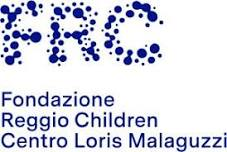 FRC
Fondazione
Reggio Children
Centro Loris Malaguzzi